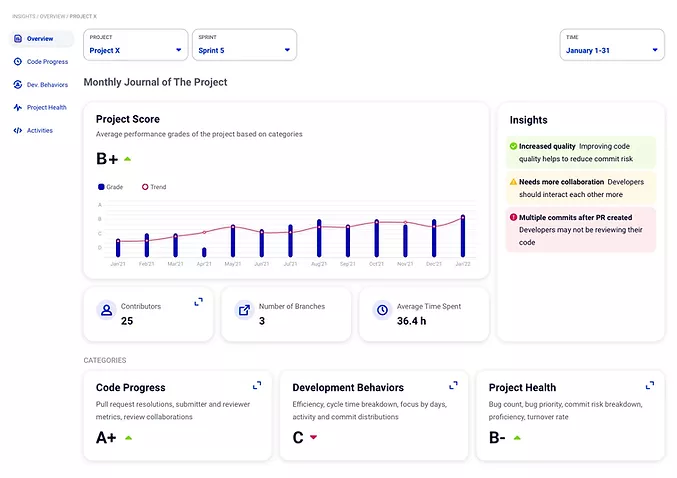 INSIGHTS / OVERVIEW / PROJECT X
Overview
Code Progress
Dev. Behaviors
Project Health
Activities
PROJECT
Project X
SPRINT
Sprint 5
TIME
January 1-31
Monthly Journal of The Project
Project Score
Average performance grades of the project based on categories
B+
Grade
Trend
A
B
C
D
Jan'21
Feb'21
Mar'21
Apr'21
May'21
Jun'21
Jul'21
Aug'21
Sep'21
Oct'21
Nov'21
Dec'21
Jan'22
Insights
Increased quality Improving code
quality helps to reduce commit risk
Needs more collaboration Developers
should interact each other more
Multiple commits after PR created
Developers may not be reviewing their
code
Contributors
25
Number of Branches
3
Average Time Spent
36.4 h
CATEGORIES
Code Progress
Pull request resolutions, submitter and reviewer
metrics, review collaborations
A+
Development Behaviors
Efficiency, cycle time breakdown, focus by days,
activity and commit distributions
C
Project Health
Bug count, bug priority, commit risk breakdown,
proficiency, turnover rate
B-